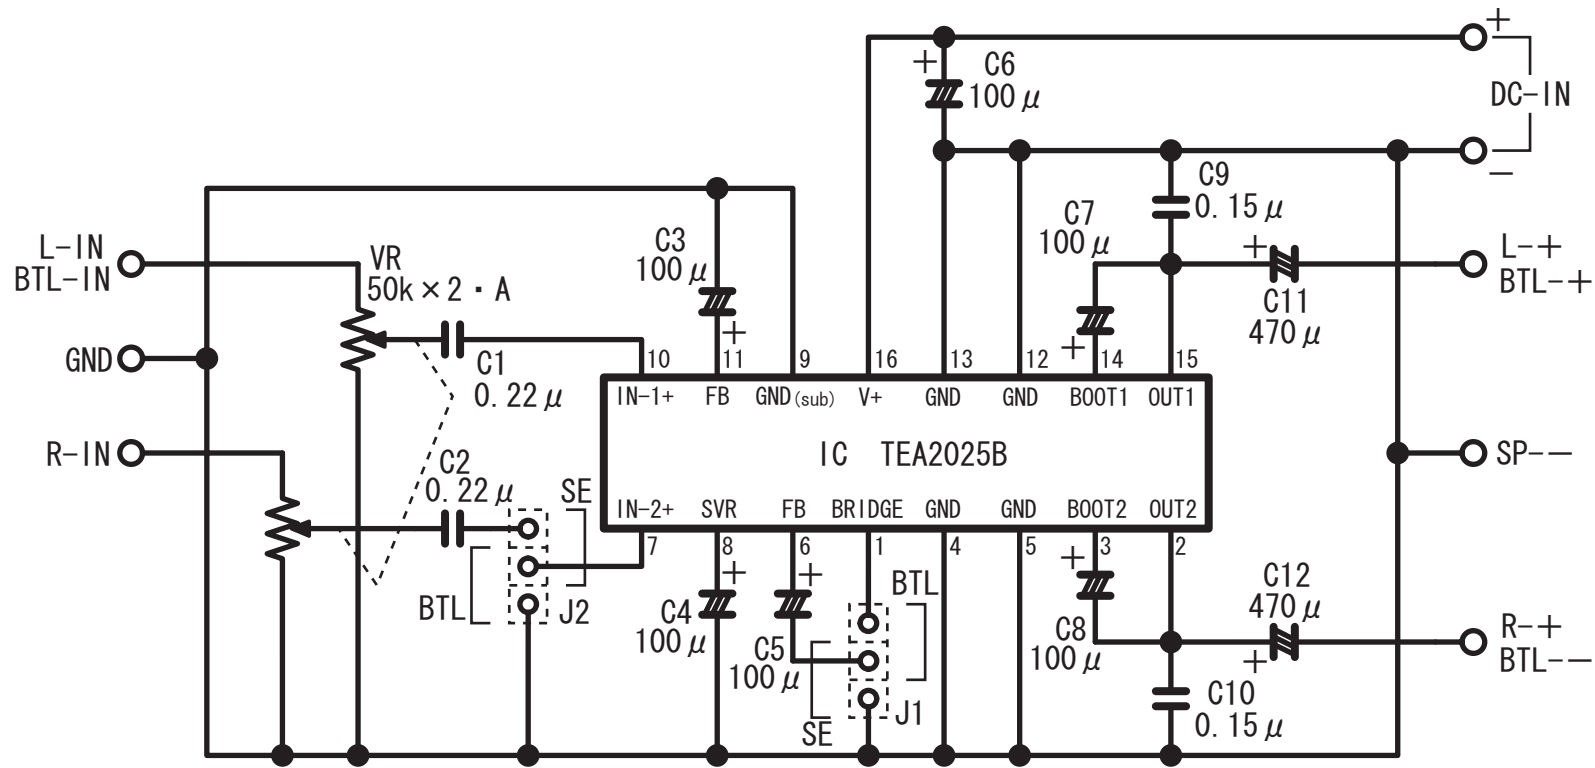 +
C6
100μ
+
DC-IN
−
C9
0.15μ
C7
100μ
+
C11
470μ
+
L-+
BTL-+
L-IN
BTL-IN
VR
50k×2・A
C3
100μ
+
GND
C1
0.22μ
10
11
9
16
13
12
14
15
IN-1+
FB
GND(sub)
V+
GND
GND
BOOT1
OUT1
R-IN
IC TEA2025B
SP--
C2
0.22μ
SE
IN-2+
SVR
FB
BRIDGE
GND
GND
BOOT2
OUT2
7
8
6
1
4
5
3
2
+
+
+
BTL
J2
C4
100μ
C5
100μ
BTL
SE
J1
C8
100μ
C12
470μ
+
R-+
BTL--
C10
0.15μ